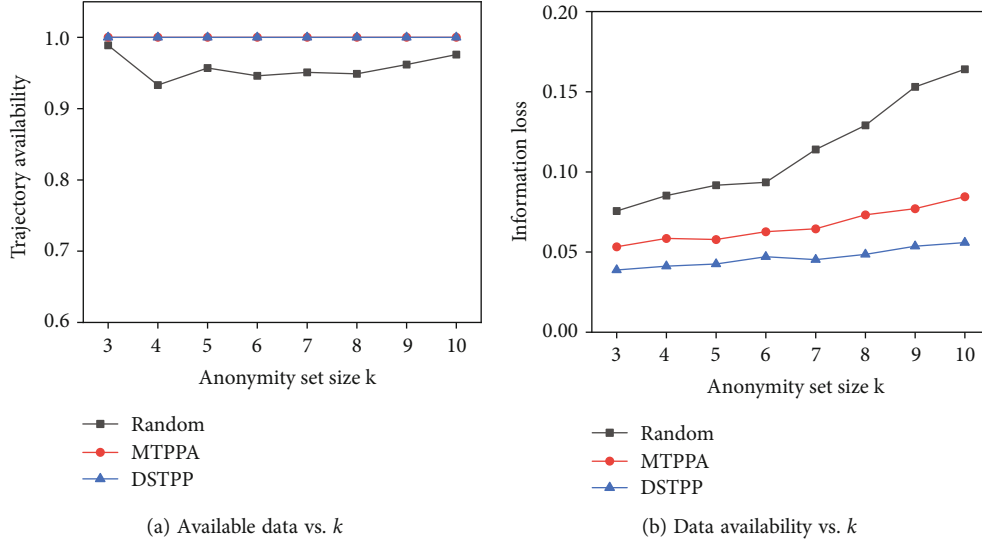 1.0
0.9
0.8
0.7
0.6
Trajectory availability
3 4 5 6 7 8 9 10
Anonymity set size k
Random
MTPPA
DSTPP
(a) Available data vs. k
0.20
0.15
0.10
0.05
0.00
Information loss
3 4 5 6 7 8 9 10
Anonymity set size k
Random
MTPPA
DSTPP
(b) Data availability vs. k